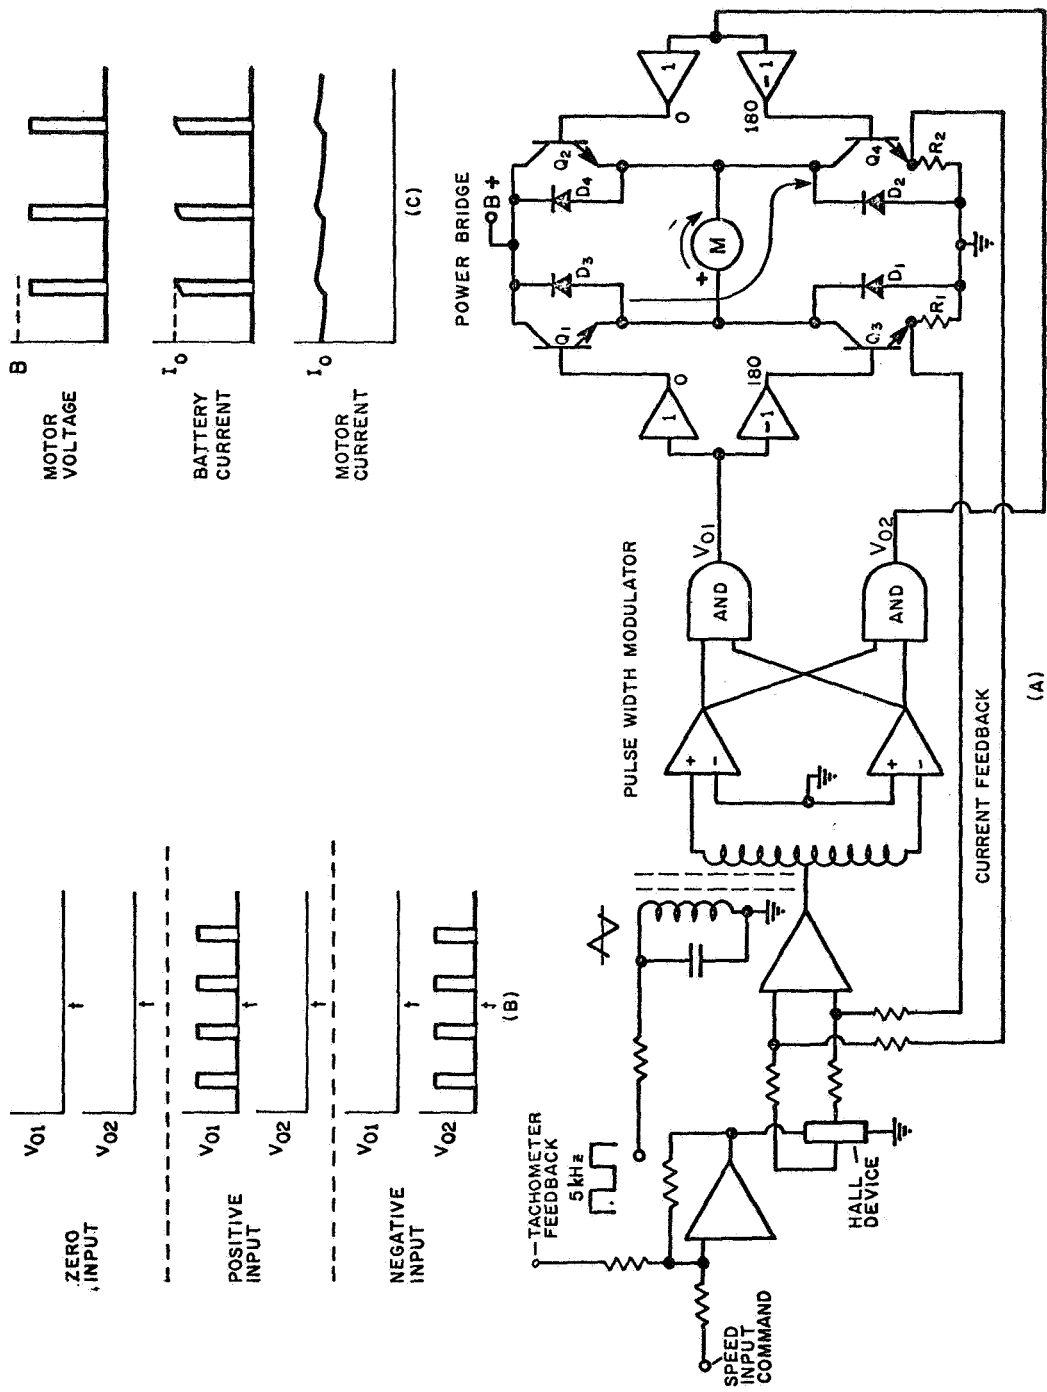 ZERO
INPUT
V01
V02
t
t
POSITIVE
INPUT
V01
V02
t
t
NEGATIVE
INPUT
V01
V02
t
t
(B)
MOTOR
VOLTAGE
B
BATTERY
CURRENT
I0
MOTOR
CURRENT
I0
(C)
SPEED
INPUT
COMMAND
–TACHOMETER
FEEDBACK
5kHz
HALL
DEVICE
PULSE WIDTH MODULATOR
+
-
+
-
AND
AND
V01
V02
CURRENT FEEDBACK
POWER BRIDGE
B+
1
0
-1
180
1
0
-1
180
Q1
Q2
Q3
Q4
D3
D4
D1
D2
R1
R2
+
M
(A)